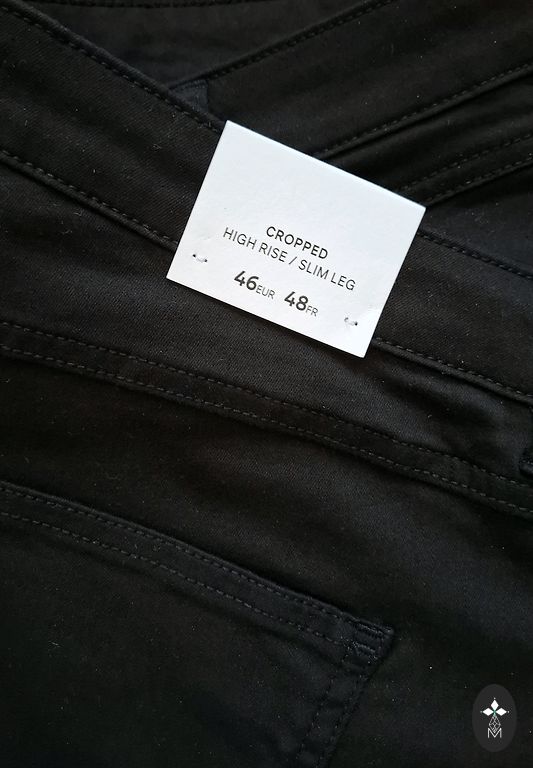 CROPPED
HIGH RISE / SLIM LEG
46EUR 48FR
M